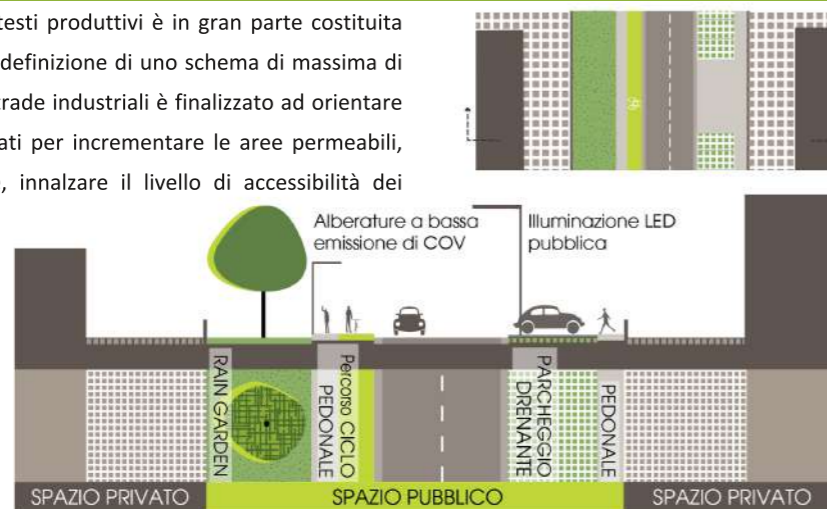 testi produttivi è in gran parte costituita
definizione di uno schema di massima di
trade industriali è finalizzato ad orientare
ati per incrementare le aree permeabili,
, innalzare il livello di accessibilità dei
Alberature a bassa
emissione di COV
Illuminazione LED
pubblica
RAIN GARDEN
Percorso CICLO
PEDONALE
PARCHEGGIO
DRENANTE
PEDONALE
SPAZIO PRIVATO
SPAZIO PUBBLICO
SPAZIO PRIVATO